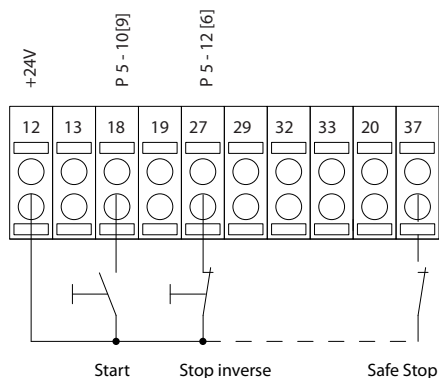 +24V
P 5 - 10[9]
P 5 - 12 [6]
12 13 18 19 27 29 32 33 20 37
Start Stop inverse Safe Stop